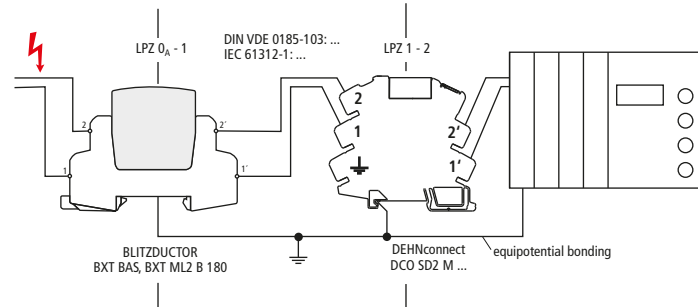 LPZ 0A - 1
DIN VDE 0185-103: ...
IEC 61312-1: ...
LPZ 1 - 2
2
2´
1
1´
2
1
2‘
1‘
BLITZDUCTOR
BXT BAS, BXT ML2 B 180
DEHNconnect
DCO SD2 M ...
equipotential bonding